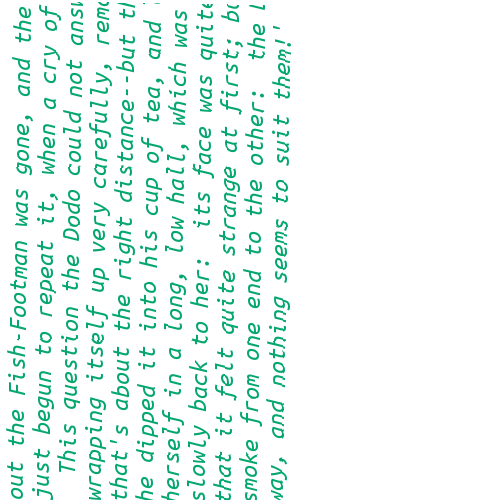 out the Fish-Footman was gone, and the
just begun to repeat it, when a cry of
This question the Dodo could not
wrapping itself up very carefully,
that's about the right distance--but
he dipped it into his cup of tea, and
herself in a long, low hall, which was
slowly back to her: its face was quite
that it felt quite strange at first;
smoke from one end to the other: the
way, and nothing seems to suit them!'